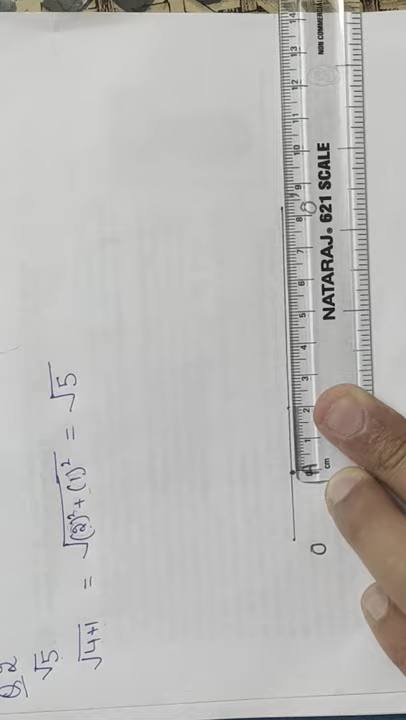 Q2
√5
√4+1 = √(2)²+(1)² = √5
0
NATARAJ® 621 SCALE
NON COMMERCIAL
cm
1 2 3 4 5 6 7 8 9 10 11 12 13 14